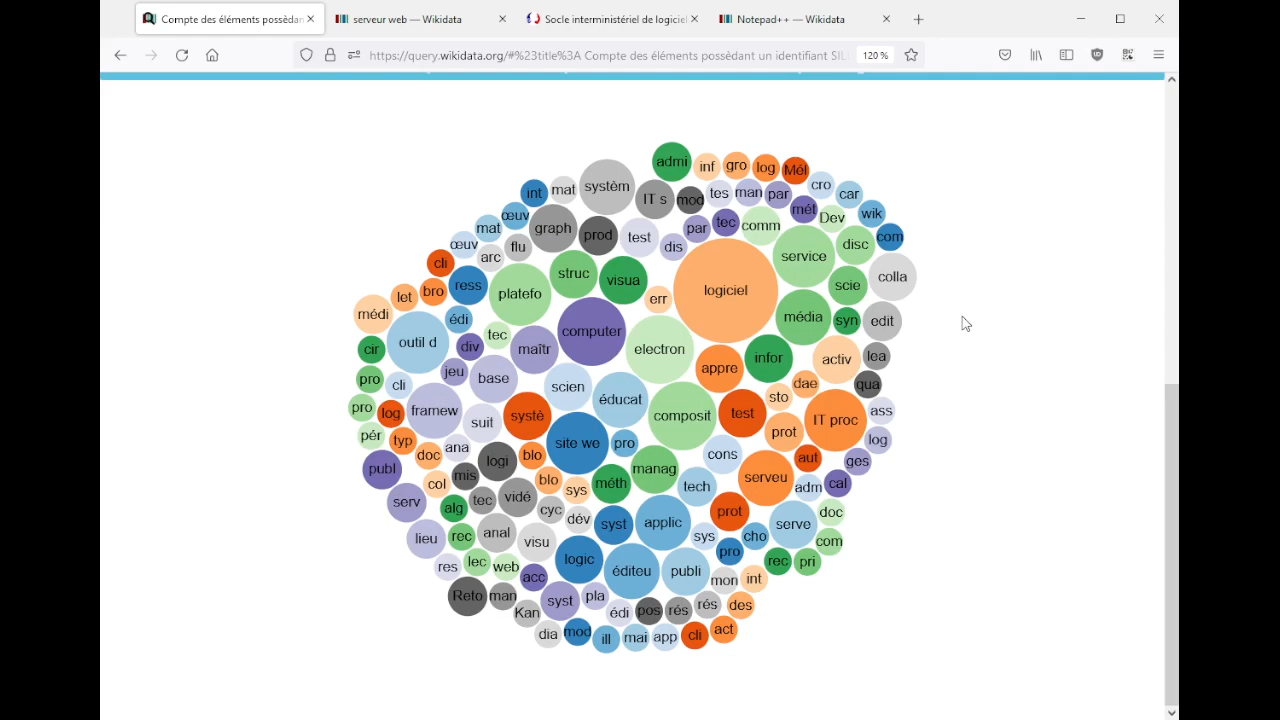 Compte des éléments possèdan
serveur web — Wikidata
Socle interministériel de logiciel
Notepad++ — Wikidata
https://query.wikidata.org/#%23title%3A Compte des éléments possèdant un identifiant SIL
120 %
admi inf gro log Mél
systèm IT s mod tes man par cro car
int mat œuv graph prod test par tec comm mét Dev wik com
mat œuv arc flu dis service disc
cli ress platefo struc visua err logiciel scie colla
médi let bro édi tec computer electron média syn edit
cir outil d div maîtr appre infor activ lea
pro cli jeu base scien éducat sto dae qua
pro log framew suit systè composit test prot IT proc ass
pér typ doc ana site we pro cons log
publ col mis logi blo manag serveu aut ges
serv alg tec vidé blo sys méth tech adm cal
lieu rec anal cyc dév syst applic prot serve doc
res lec web visu logic sys cho com
Reto man acc éditeu publi pro rec pri
Kan syst pla édi pos rés rés mon int des
dia mod ill mai app cli act